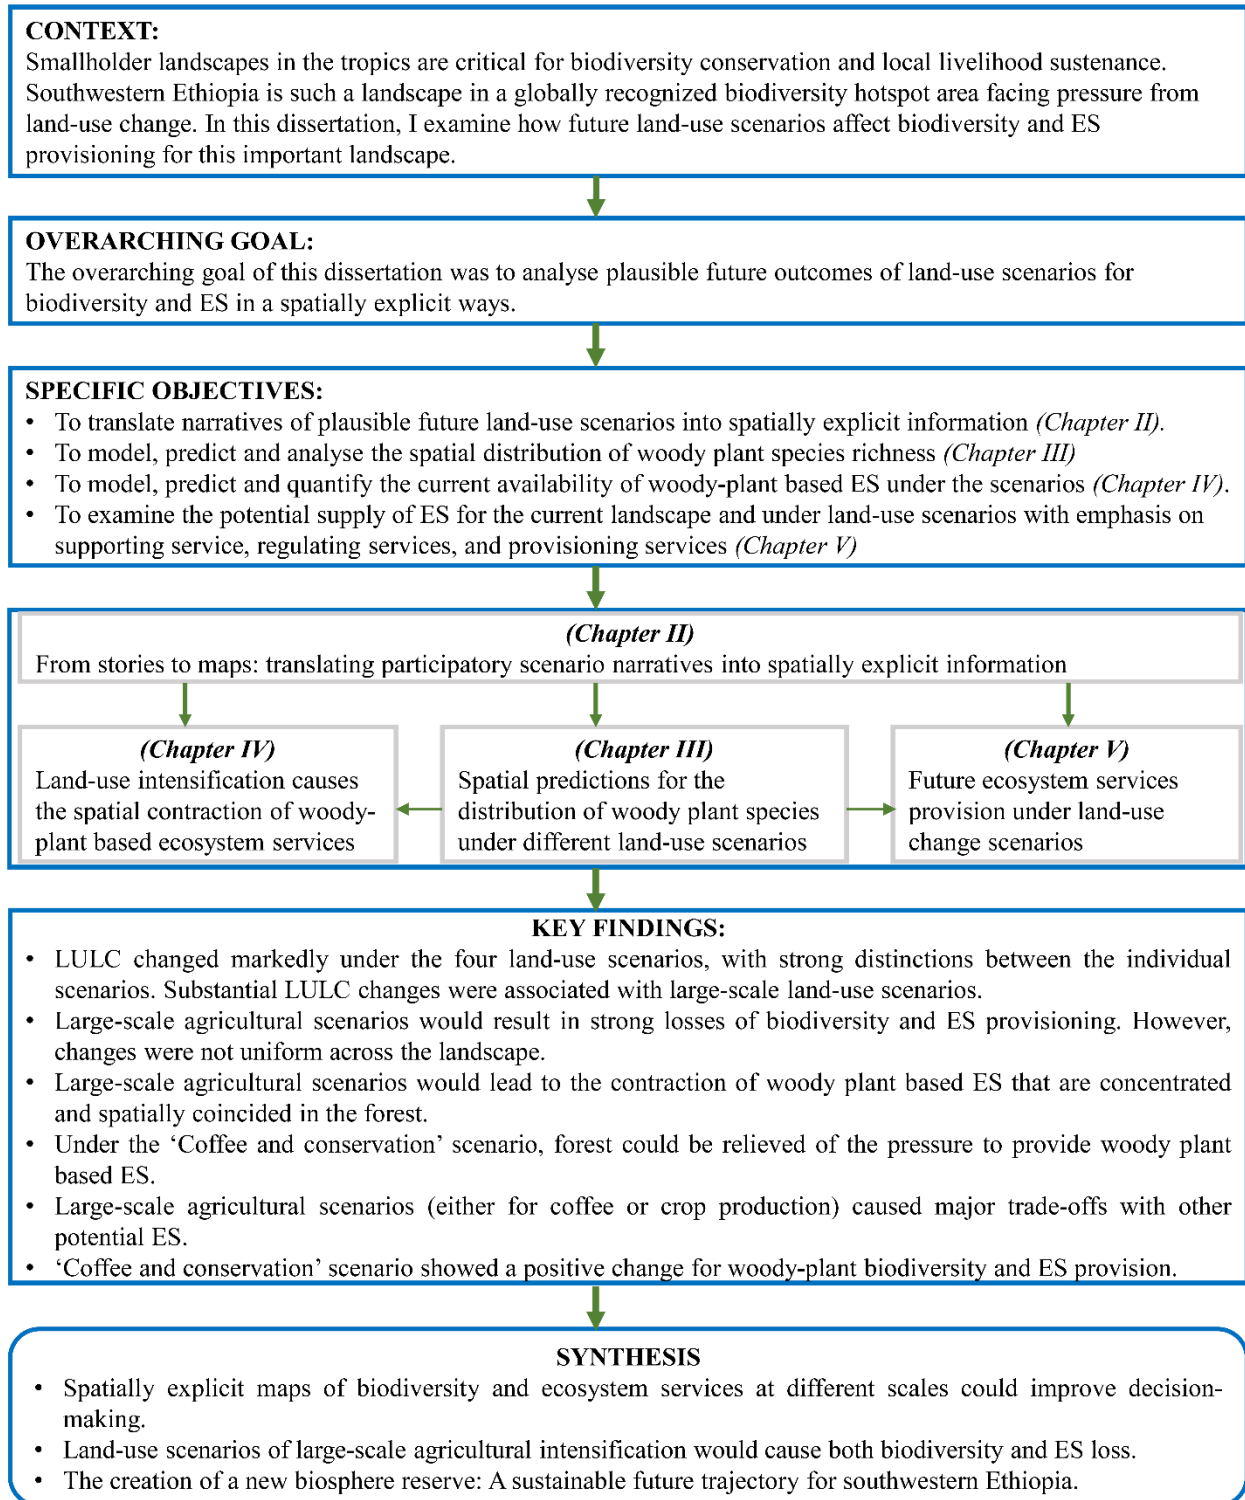 CONTEXT:
Smallholder landscapes in the tropics are critical for biodiversity conservation and local livelihood sustenance.
Southwestern Ethiopia is such a landscape in a globally recognized biodiversity hotspot area facing pressure from
land-use change. In this dissertation, I examine how future land-use scenarios affect biodiversity and ES
provisioning for this important landscape.
OVERARCHING GOAL:
The overarching goal of this dissertation was to analyse plausible future outcomes of land-use scenarios for
biodiversity and ES in a spatially explicit ways.
SPECIFIC OBJECTIVES:
• To translate narratives of plausible future land-use scenarios into spatially explicit information (Chapter II).
• To model, predict and analyse the spatial distribution of woody plant species richness (Chapter III)
• To model, predict and quantify the current availability of woody-plant based ES under the scenarios (Chapter IV).
• To examine the potential supply of ES for the current landscape and under land-use scenarios with emphasis on
supporting service, regulating services, and provisioning services (Chapter V)
(Chapter II)
From stories to maps: translating participatory scenario narratives into spatially explicit information
(Chapter IV)
Land-use intensification causes
the spatial contraction of woody-
plant based ecosystem services
(Chapter III)
Spatial predictions for the
distribution of woody plant species
under different land-use scenarios
(Chapter V)
Future ecosystem services
provision under land-use
change scenarios
KEY FINDINGS:
• LULC changed markedly under the four land-use scenarios, with strong distinctions between the individual
scenarios. Substantial LULC changes were associated with large-scale land-use scenarios.
• Large-scale agricultural scenarios would result in strong losses of biodiversity and ES provisioning. However,
changes were not uniform across the landscape.
• Large-scale agricultural scenarios would lead to the contraction of woody plant based ES that are concentrated
and spatially coincided in the forest.
• Under the ‘Coffee and conservation’ scenario, forest could be relieved of the pressure to provide woody plant
based ES.
• Large-scale agricultural scenarios (either for coffee or crop production) caused major trade-offs with other
potential ES.
• ‘Coffee and conservation’ scenario showed a positive change for woody-plant biodiversity and ES provision.
SYNTHESIS
• Spatially explicit maps of biodiversity and ecosystem services at different scales could improve decision-
making.
• Land-use scenarios of large-scale agricultural intensification would cause both biodiversity and ES loss.
• The creation of a new biosphere reserve: A sustainable future trajectory for southwestern Ethiopia.